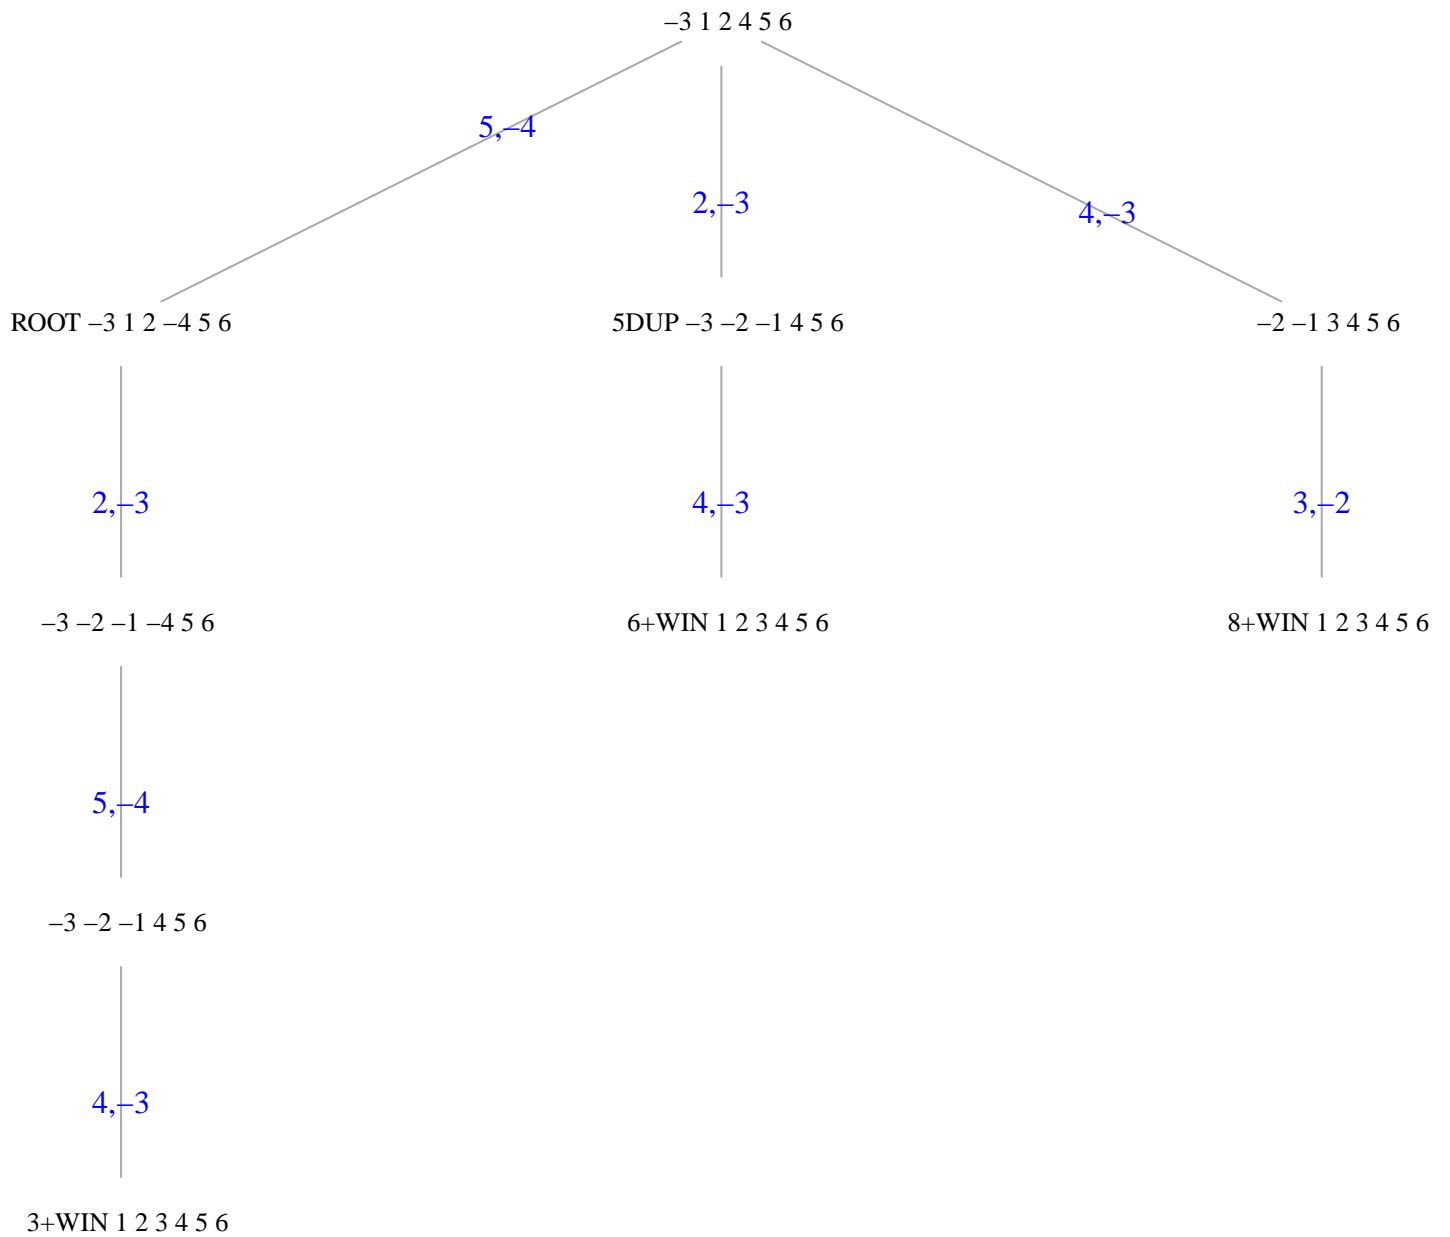 –3 1 2 4 5 6
5,–4
2,–3
4,–3
ROOT –3 1 2 –4 5 6
5DUP –3 –2 –1 4 5 6
–2 –1 3 4 5 6
2,–3
4,–3
3,–2
–3 –2 –1 –4 5 6
6+WIN 1 2 3 4 5 6
8+WIN 1 2 3 4 5 6
5,–4
–3 –2 –1 4 5 6
4,–3
3+WIN 1 2 3 4 5 6